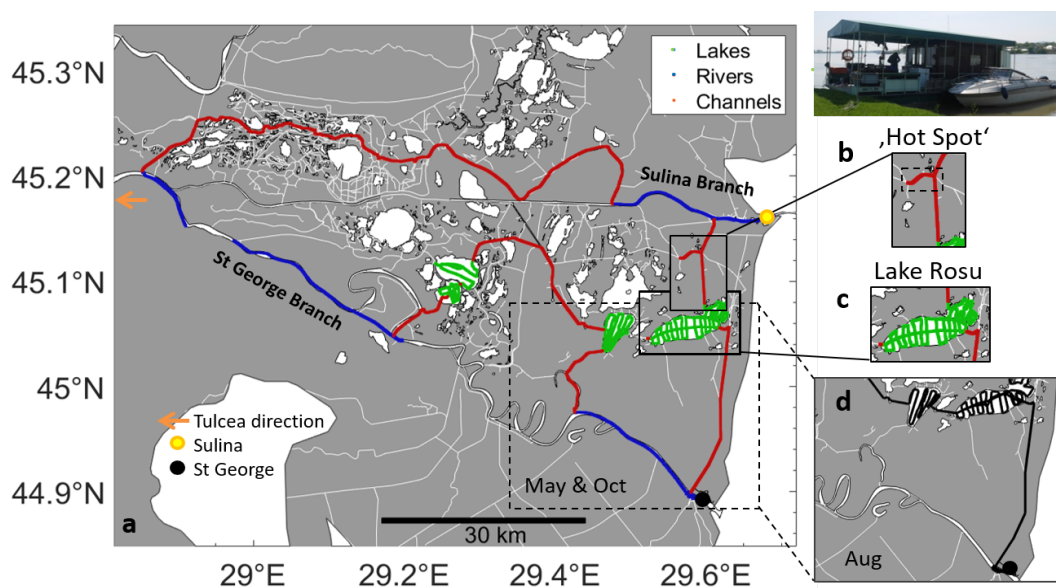 45.3°N
45.2°N
45.1°N
45°N
44.9°N
29°E
29.2°E
29.4°E
29.6°E
Lakes
Rivers
Channels
Sulina Branch
St George Branch
Tulcea direction
Sulina
St George
May & Oct
30 km
a
b
‚Hot Spot‘
Lake Rosu
c
d
Aug